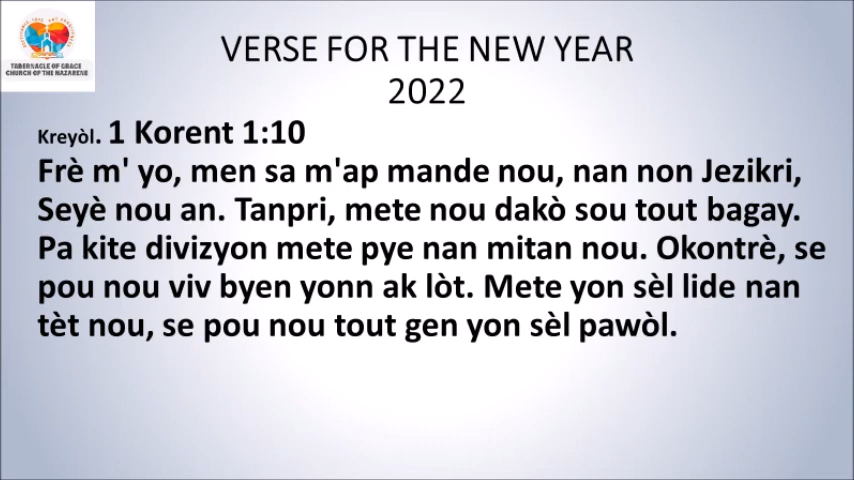 TABERNACLE OF GRACE
CHURCH OF THE NAZARENE
VERSE FOR THE NEW YEAR
2022
Kreyòl. 1 Korent 1:10
Frè m' yo, men sa m'ap mande nou, nan non Jezikri,
Seyè nou an. Tanpri, mete nou dakò sou tout bagay.
Pa kite divizyon mete pye nan mitan nou. Okontrè, se
pou nou viv byen yonn ak lòt. Mete yon sèl lide nan
tèt nou, se pou nou tout gen yon sèl pawòl.